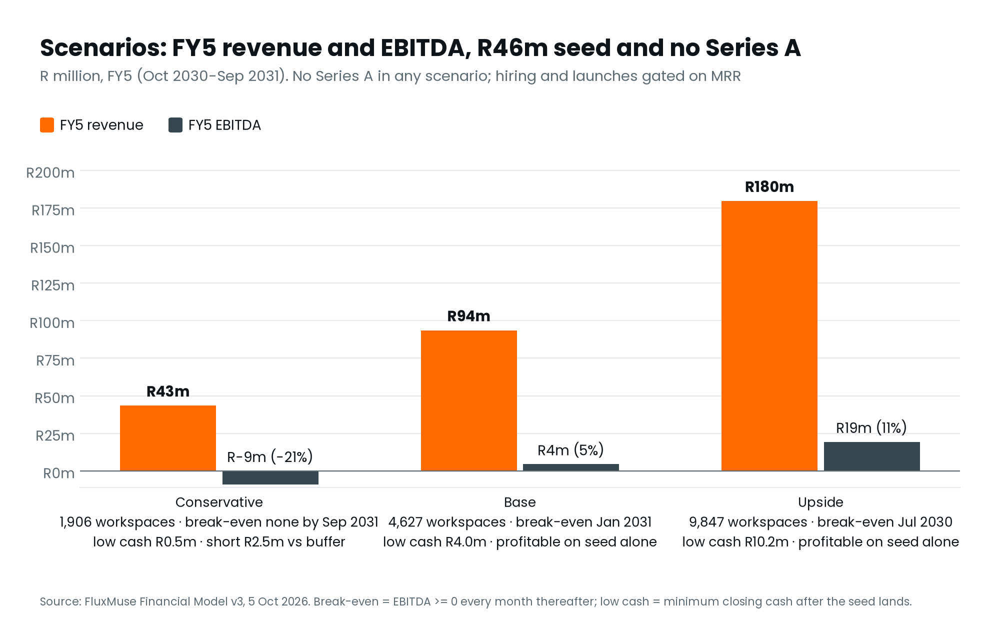 Scenarios: FY5 revenue and EBITDA, R46m seed and no Series A
R million, FY5 (Oct 2030-Sep 2031). No Series A in any scenario; hiring and launches gated on MRR
FY5 revenue
FY5 EBITDA
R200m
R175m
R150m
R125m
R100m
R75m
R50m
R25m
R0m
R43m
R-9m (-21%)
R94m
R4m (5%)
R180m
R19m (11%)
Conservative
1,906 workspaces · break-even none by Sep 2031
low cash R0.5m · short R2.5m vs buffer
Base
4,627 workspaces · break-even Jan 2031
low cash R4.0m · profitable on seed alone
Upside
9,847 workspaces · break-even Jul 2030
low cash R10.2m · profitable on seed alone
Source: FluxMuse Financial Model v3, 5 Oct 2026. Break-even = EBITDA >= 0 every month thereafter; low cash = minimum closing cash after the seed lands.